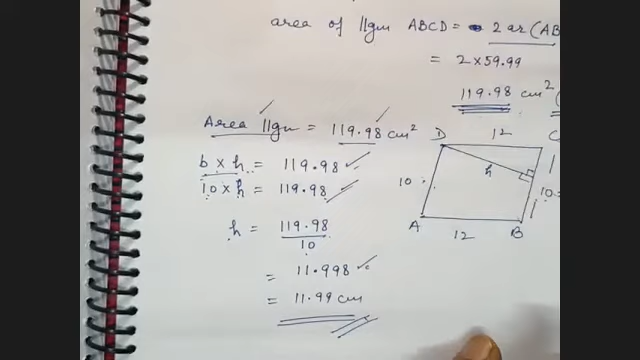 area of llgm ABCD = 2 ar (AB
= 2 × 59.99
119.98 cm²
Area llgm = 119.98 cm²
b × h = 119.98
10 × h = 119.98
h = 119.98
10
= 11.998
= 11.99 cm
D 12 C
h
10 10
A 12 B